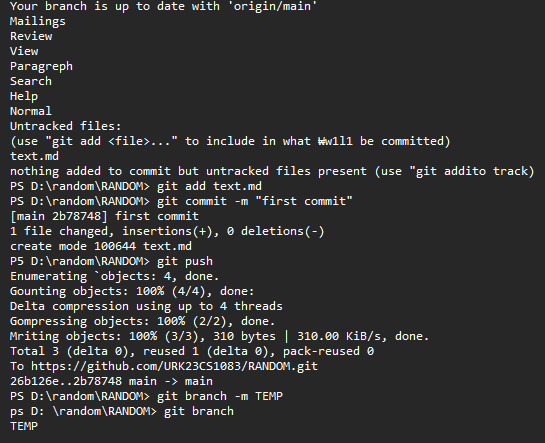 Your branch is up to date with 'origin/main'
Mailings
Review
View
Paragreph
Search
Help
Normal
Untracked files:
(use "git add <file>..." to include in what ₩w1l1 be committed)
text.md
nothing added to commit but untracked files present (use "git addito track)
PS D:\random\RANDOM> git add text.md
PS D:\random\RANDOM> git commit -m "first commit"
[main 2b78748] first commit
1 file changed, insertions(+), 0 deletions(-)
create mode 100644 text.md
P5 D:\random\RANDOM> git push
Enumerating `objects: 4, done.
Gounting objects: 100% (4/4), done:
Delta compression using up to 4 threads
Gompressing objects: 100% (2/2), done.
Mriting objects: 100% (3/3), 310 bytes | 310.00 KiB/s, done.
Total 3 (delta 0), reused 1 (delta 0), pack-reused 0
To https://github.com/URK23CS1083/RANDOM.git
26b126e..2b78748 main -> main
PS D:\random\RANDOM> git branch -m TEMP
ps D: \random\RANDOM> git branch
TEMP